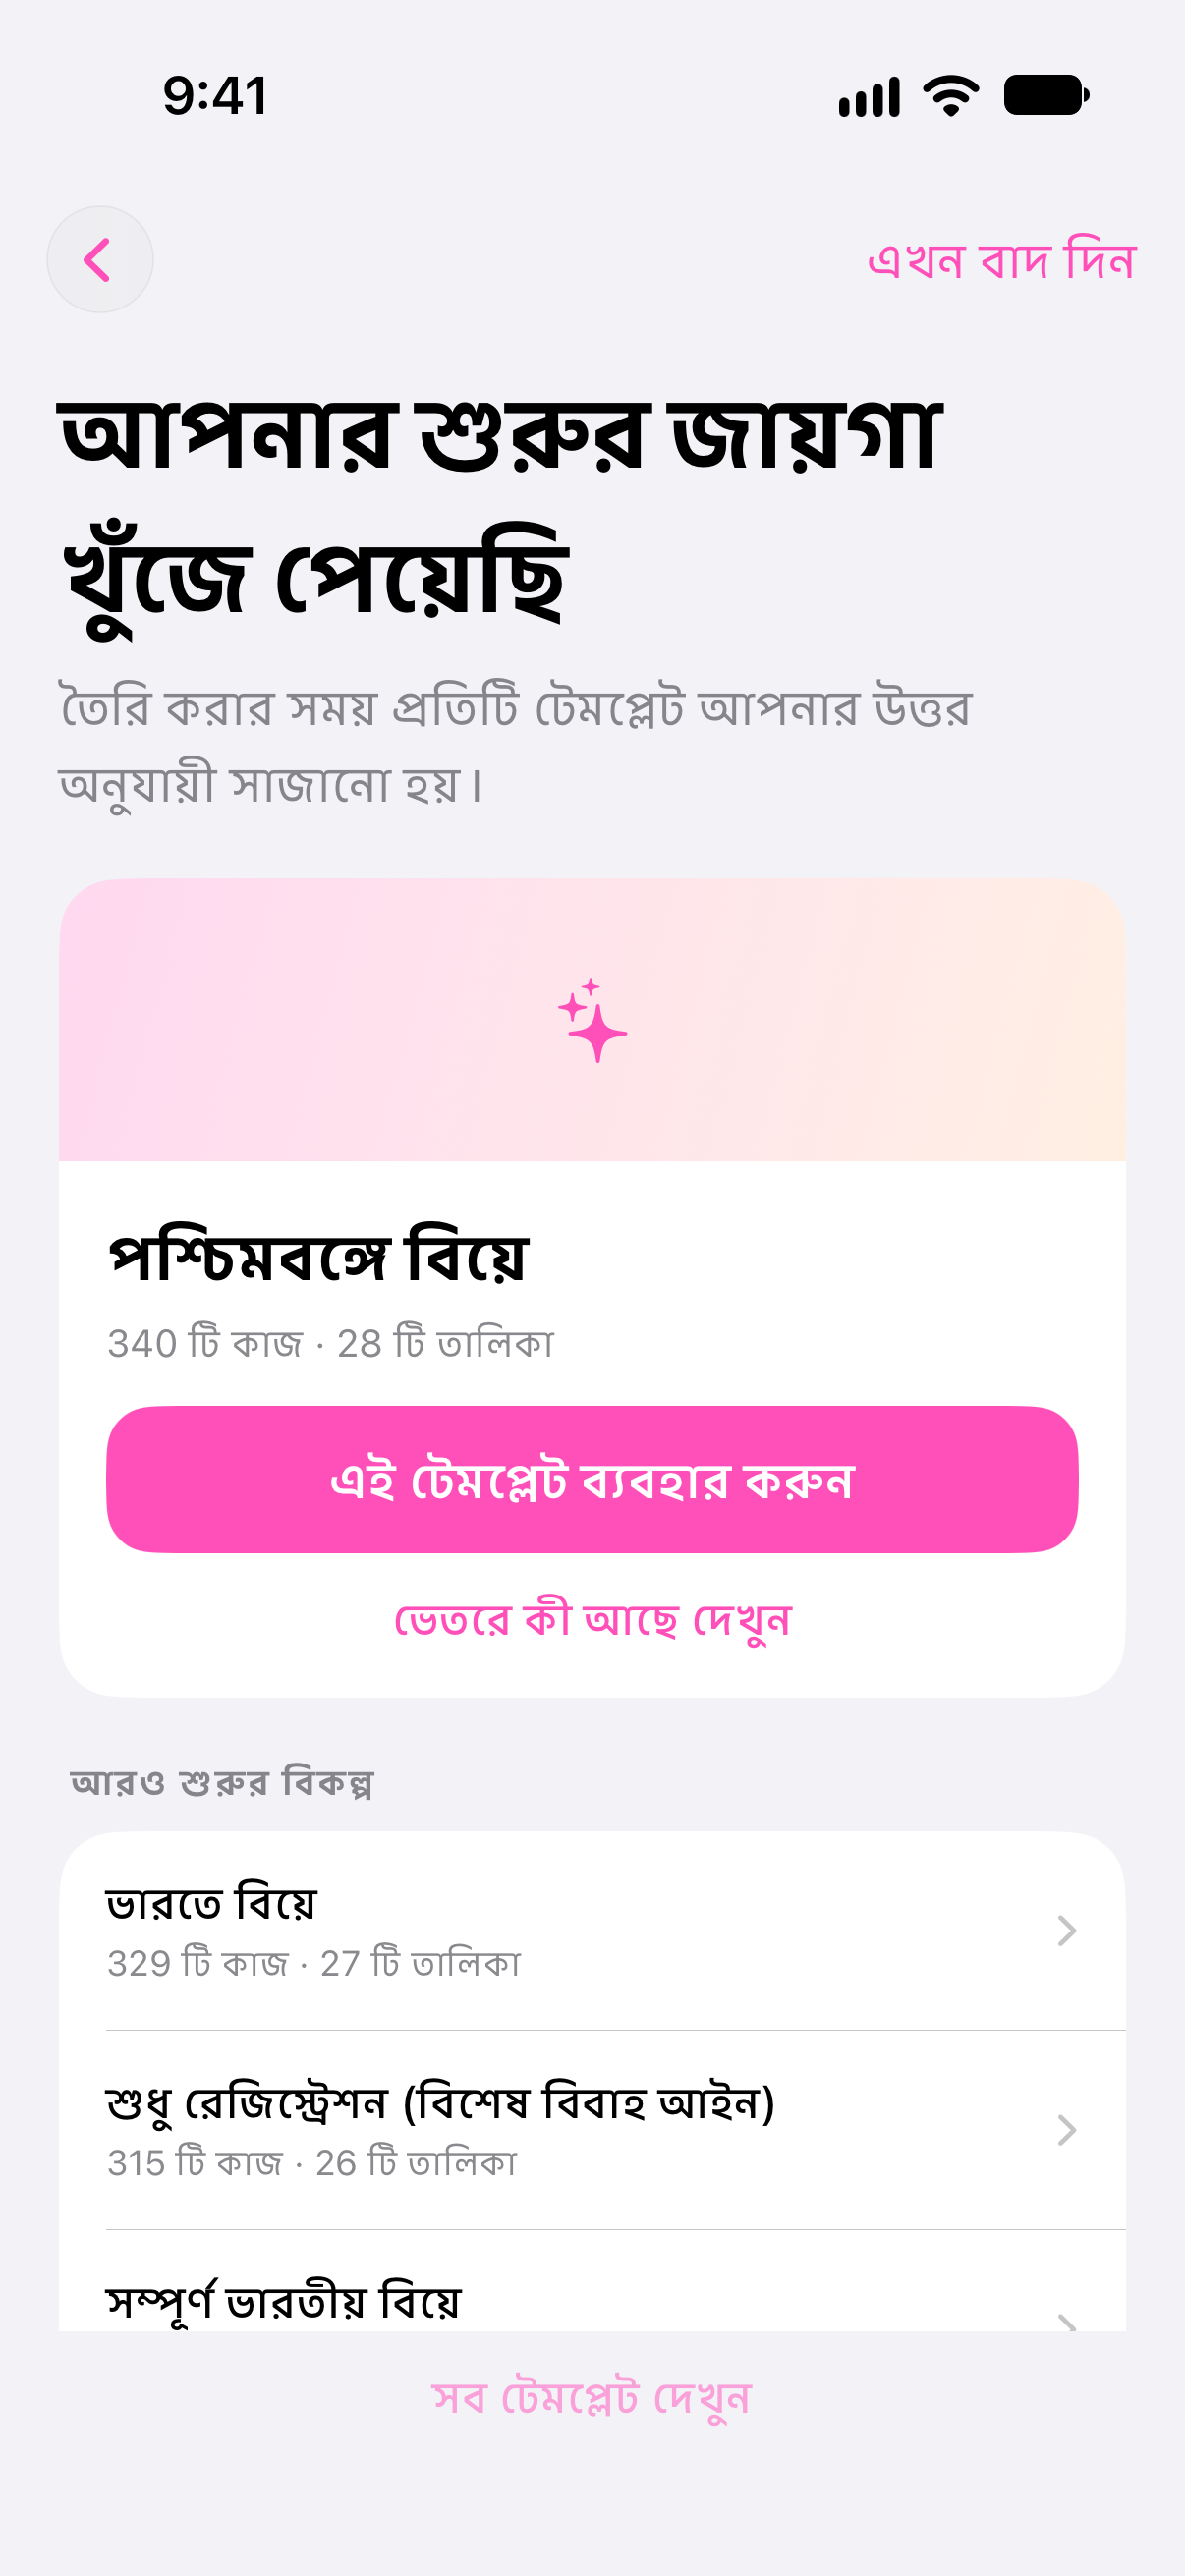 9:41
এখন বাদ দিন
আপনার শুরুর জায়গা
খুঁজে পেয়েছি
তৈরি করার সময় প্রতিটি টেমপ্লেট আপনার উত্তর
অনুযায়ী সাজানো হয়।
পশ্চিমবঙ্গে বিয়ে
340 টি কাজ · 28 টি তালিকা
এই টেমপ্লেট ব্যবহার করুন
ভেতরে কী আছে দেখুন
আরও শুরুর বিকল্প
ভারতে বিয়ে
329 টি কাজ · 27 টি তালিকা
শুধু রেজিস্ট্রেশন (বিশেষ বিবাহ আইন)
315 টি কাজ · 26 টি তালিকা
সম্পূর্ণ ভারতীয় বিয়ে
সব টেমপ্লেট দেখুন